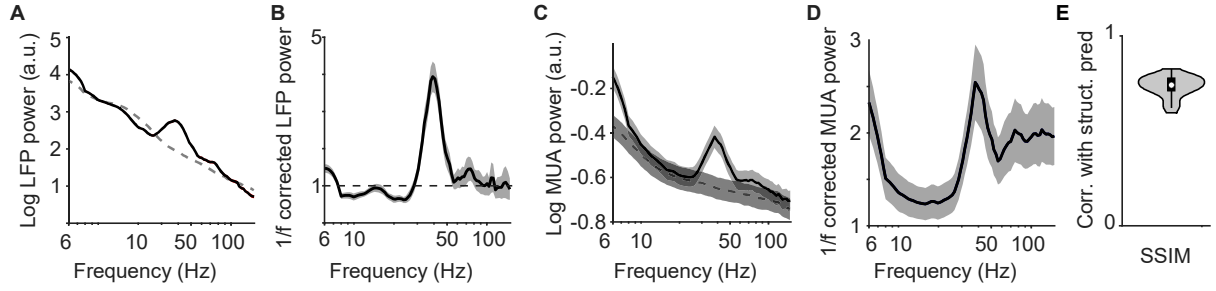 A
Log LFP power (a.u.)
5
4
3
2
1
6
10
50
100
Frequency (Hz)
B
1/f corrected LFP power
5
1
6
10
50
100
Frequency (Hz)
C
Log MUA power (a.u.)
-0.2
-0.4
-0.6
-0.8
6
10
50
100
Frequency (Hz)
D
1/f corrected MUA power
3
2
1
6
10
50
100
Frequency (Hz)
E
Corr. with struct. pred
1
0
SSIM